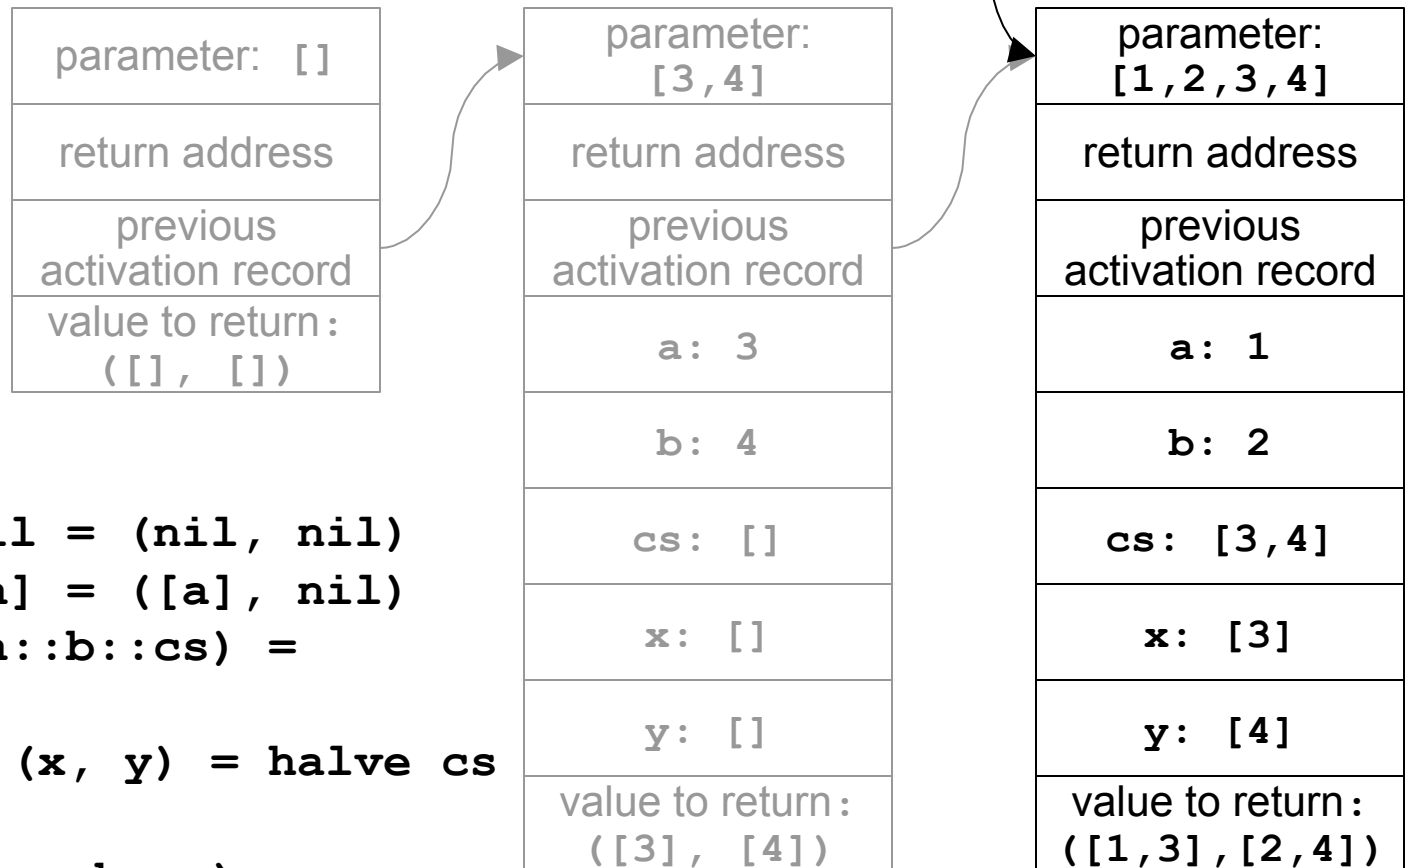 parameter: []
return address
previous
activation record
value to return:
([], [])
parameter:
[3,4]
return address
previous
activation record
a: 3
b: 4
cs: []
x: []
y: []
value to return:
([3], [4])
parameter:
[1,2,3,4]
return address
previous
activation record
a: 1
b: 2
cs: [3,4]
x: [3]
y: [4]
value to return:
([1,3],[2,4])
= (nil, nil)
= ([a], nil)
::b::cs) =
(x, y) = halve cs